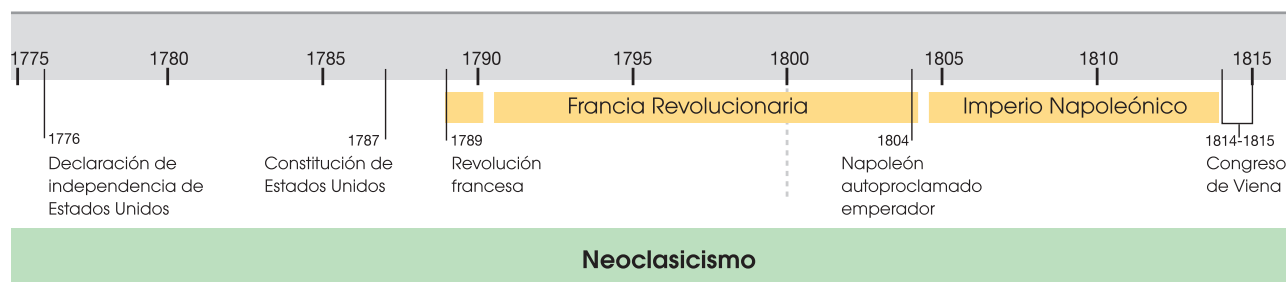 1775 1780 1785 1790 1795 1800 1805 1810 1815
Francia Revolucionaria
Imperio Napoleónico
1776
Declaración de
independencia de
Estados Unidos
1787
Constitución de
Estados Unidos
1789
Revolución
francesa
1804
Napoleón
autoproclamado
emperador
1814-1815
Congreso
de Viena
Neoclasicismo